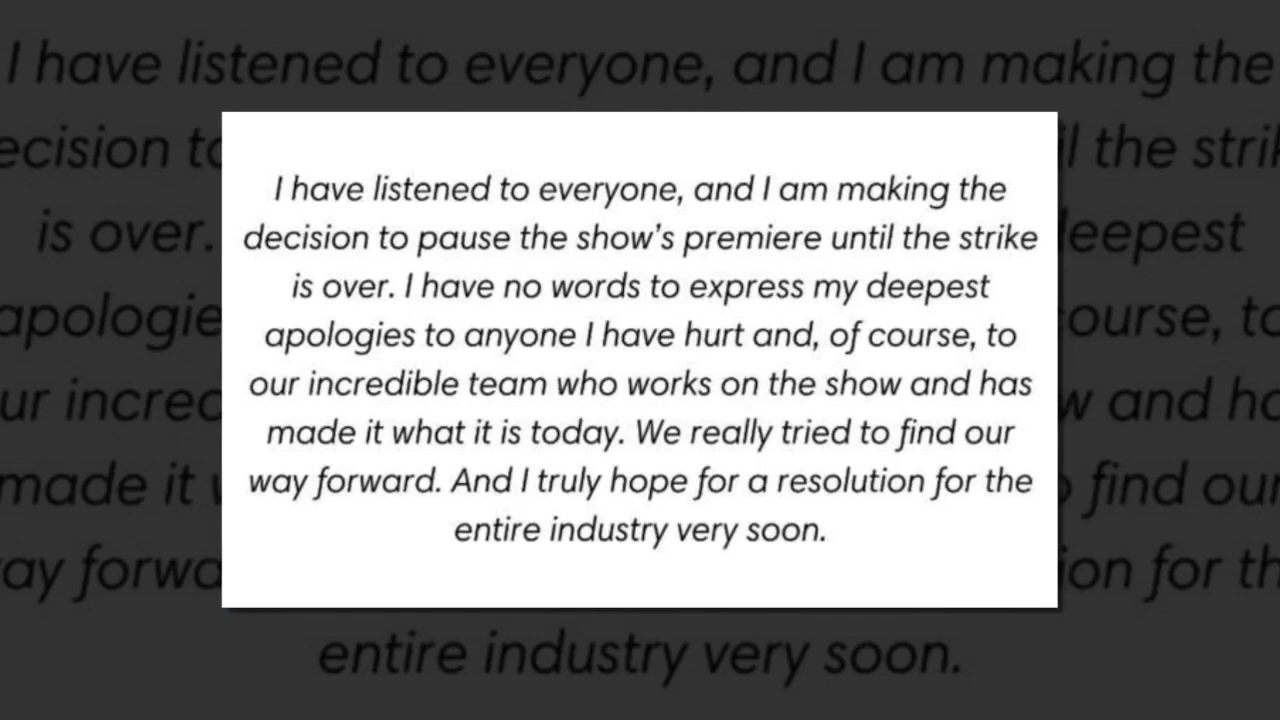 I have listened to everyone, and I am making the
decision to pause the show's premiere until the strike
is over. I have no words to express my deepest
apologies to anyone I have hurt and, of course, to
our incredible team who works on the show and has
made it what it is today. We really tried to find our
way forward. And I truly hope for a resolution for the
entire industry very soon.